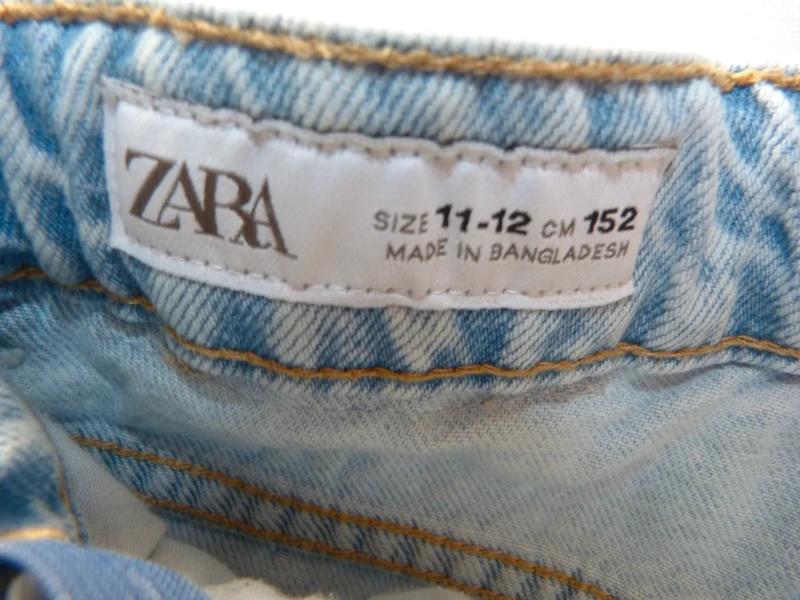 ZARA
SIZE 11-12 CM 152
MADE IN BANGLADESH